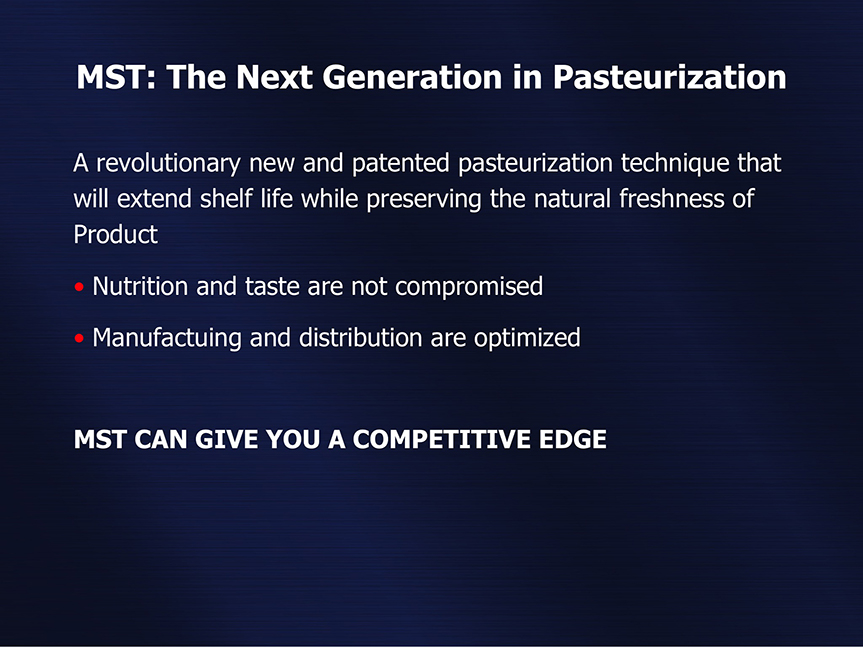 MST: The Next Generation in Pasteurization
A revolutionary new and patented pasteurization technique that
will extend shelf life while preserving the natural freshness of
Product
• Nutrition and taste are not compromised
• Manufactuing and distribution are optimized
MST CAN GIVE YOU A COMPETITIVE EDGE